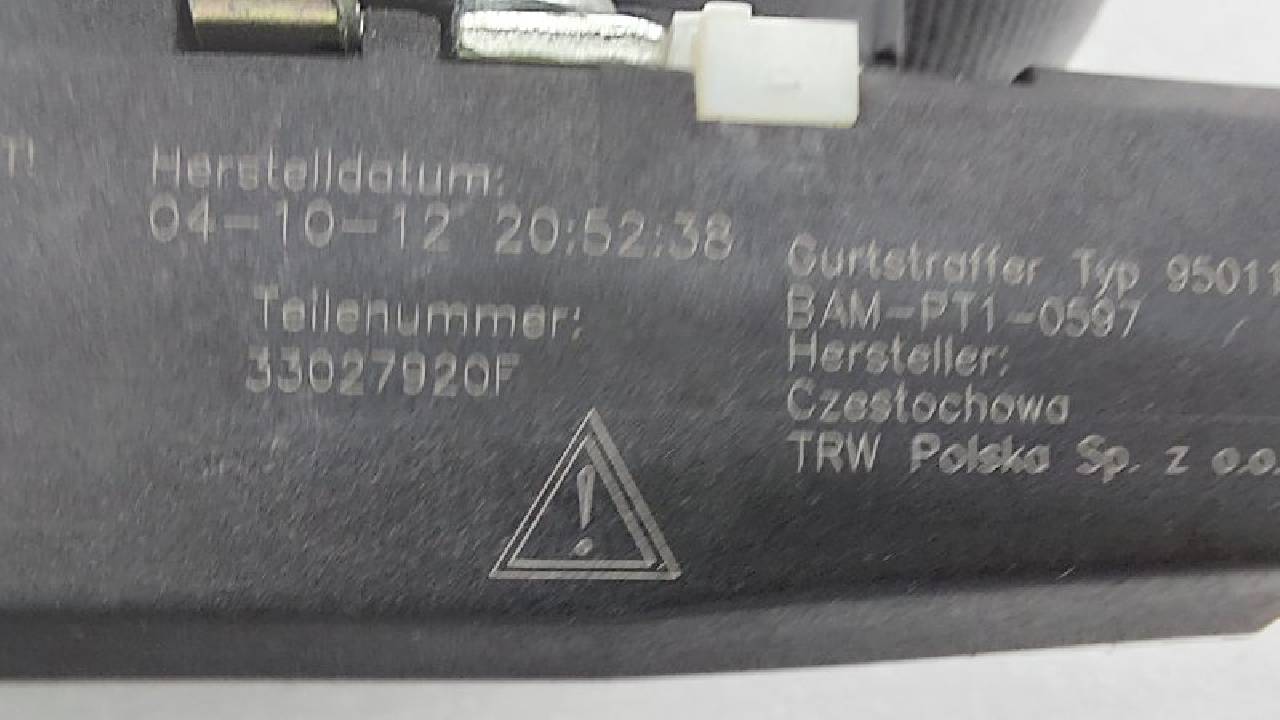 T!
Herstelldatum:
04-10-12 20:52:38
Teilenummer:
33027920F
Gurtstraffer Typ 95011
BAM-PT1-0597
Hersteller:
Czestochowa
TRW Polska Sp. z o.o.